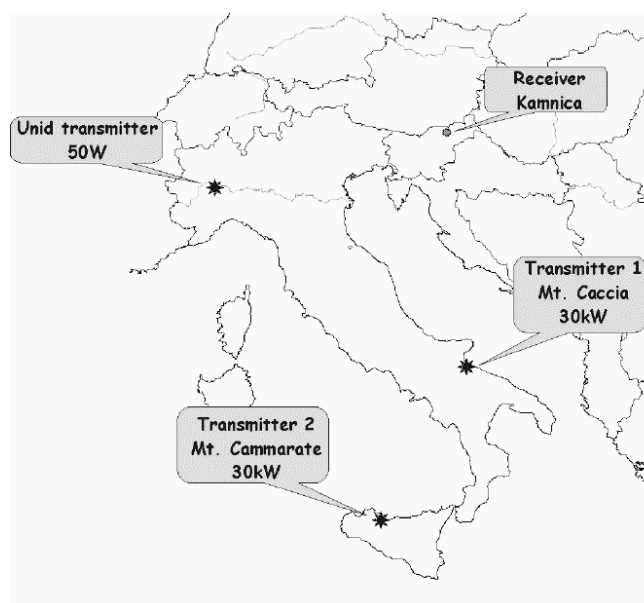 Receiver
Kamnica
Unid transmitter
50W
Transmitter 1
Mt. Caccia
30kW
Transmitter 2
Mt. Cammarate
30kW